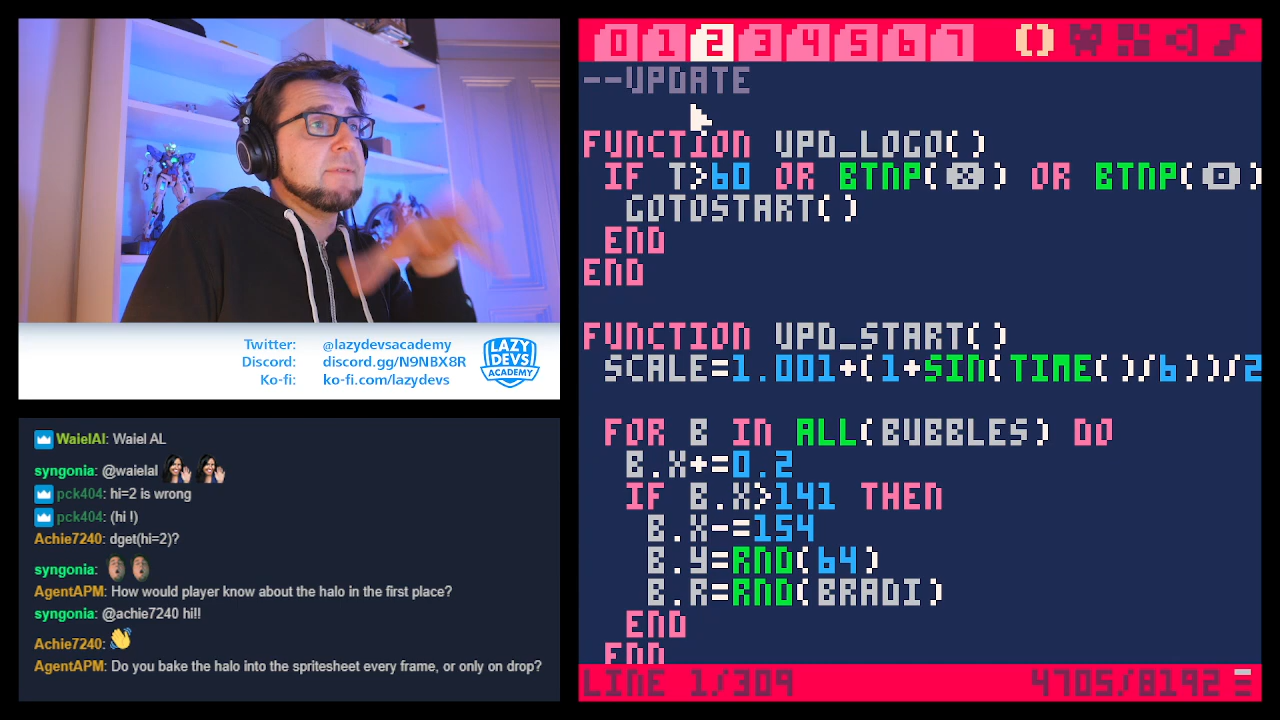 Twitter: @lazydevsacademy
Discord: discord.gg/N9NBX8R
Ko-fi: ko-fi.com/lazydevs
LAZY
DEVS
ACADEMY
WaielAl: Waiel AL
syngonia: @waielal
pck404: hi=2 is wrong
pck404: (hi !)
Achie7240: dget(hi=2)?
syngonia:
AgentAPM: How would player know about the halo in the first place?
syngonia: @achie7240 hi!!
Achie7240:
AgentAPM: Do you bake the halo into the spritesheet every frame, or only on drop?
0 1 2 3 4 5 6 7 ()
--UPDATE
FUNCTION UPD_LOGO()
IF T>60 OR BTNP(❎) OR BTNP(
GOTOSTART()
END
END
FUNCTION UPD_START()
SCALE=1.001+(1+SIN(TIME()/6))/2
FOR B IN ALL(BUBBLES) DO
B.X+=0.2
IF B.X>141 THEN
B.X-=154
B.Y=RND(64)
B.R=RND(BRADI)
END
END
LINE 1/309
4705/8192